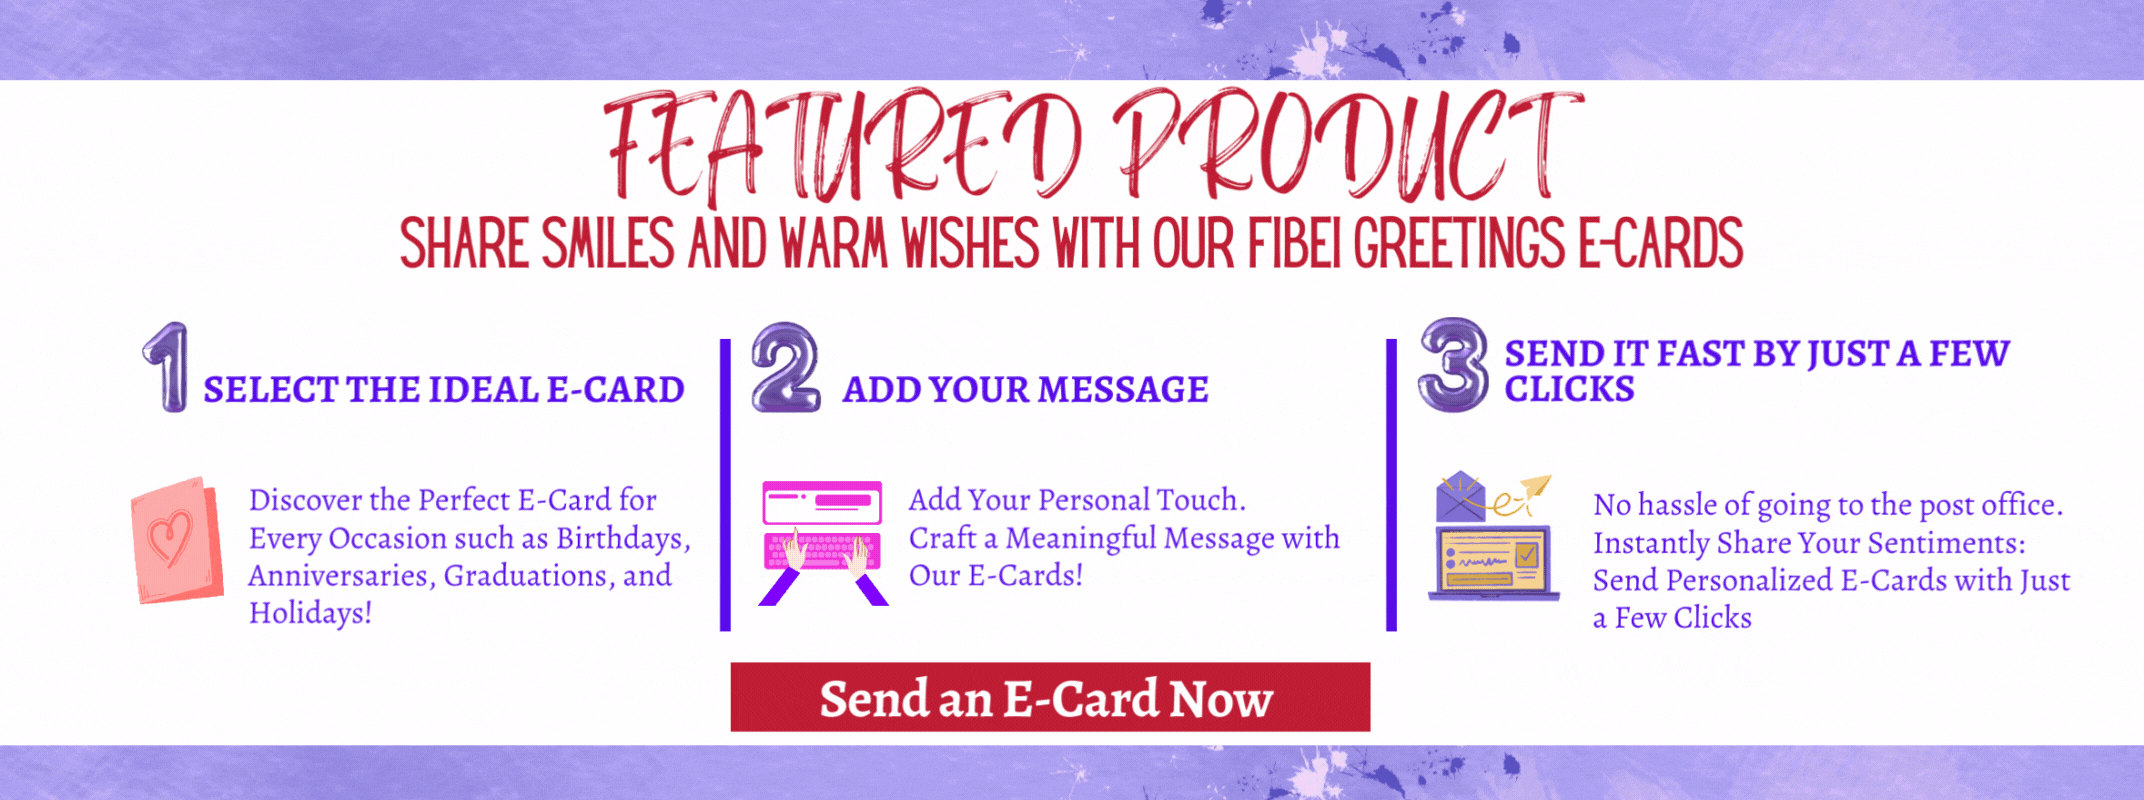 FEATURED PRODUCT
SHARE SMILES AND WARM WISHES WITH OUR FIBEI GREETINGS E-CARDS
1
SELECT THE IDEAL E-CARD
Discover the Perfect E-Card for
Every Occasion such as Birthdays,
Anniversaries, Graduations, and
Holidays!
2
ADD YOUR MESSAGE
Add Your Personal Touch.
Craft a Meaningful Message with
Our E-Cards!
3
SEND IT FAST BY JUST A FEW
CLICKS
No hassle of going to the post office.
Instantly Share Your Sentiments:
Send Personalized E-Cards with Just
a Few Clicks
Send an E-Card Now